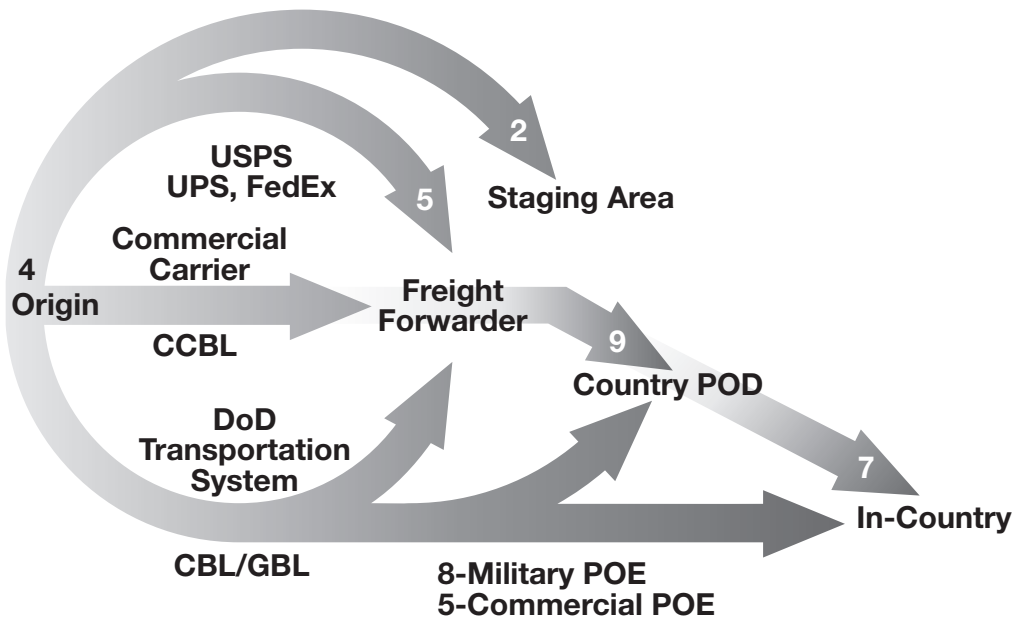 2
Staging Area
USPS
UPS, FedEx
5
Commercial
Carrier
4
Origin
CCBL
Freight
Forwarder
9
Country POD
DoD
Transportation
System
7
In-Country
CBL/GBL
8-Military POE
5-Commercial POE